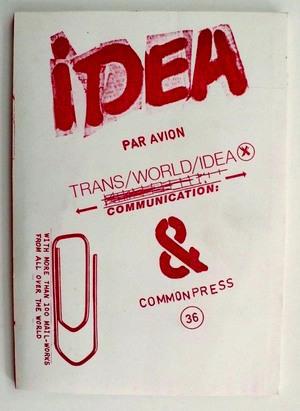 iDEA
PAR AVION
TRANS/WORLD/IDEA
COMMUNICATION:
&
COMMONPRESS
36
WITH MORE THAN 100 MAIL-WORKS
FROM ALL OVER THE WORLD